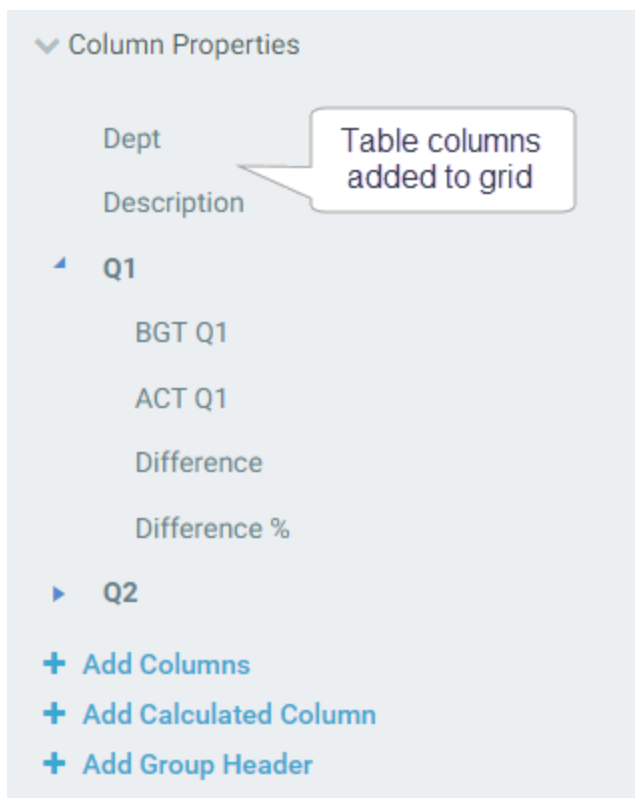 Column Properties
Dept
Table columns
added to grid
Description
Q1
BGT Q1
ACT Q1
Difference
Difference %
Q2
+ Add Columns
+ Add Calculated Column
+ Add Group Header